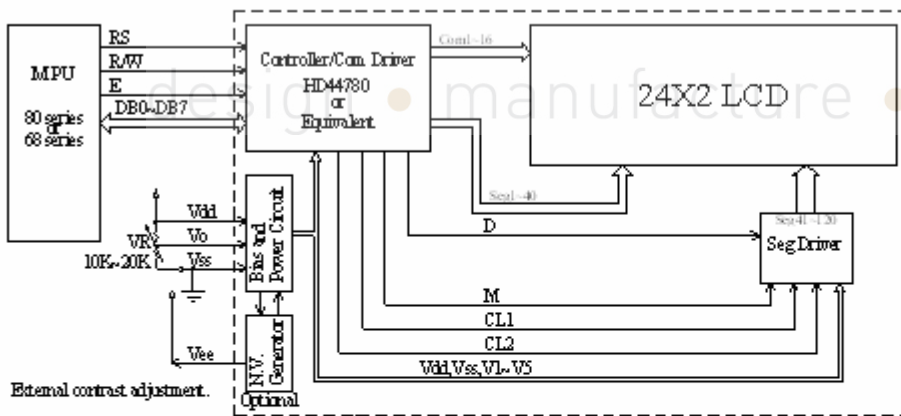 MPU
80 series
or
68 series
RS
R/W
E
DB0~DB7
Controller/Com. Driver
HD44780
or
Equivalent
Com1~16
24X2 LCD
design • manufacture •
Seg1~40
Seg41~120
Seg Driver
D
Vdd
Vo
VR
10K~20K
Vss
Bias and
Power Circuit
M
CL1
CL2
Vdd,Vss,V1~V5
Vee
N.V.
Generator
Optional
External contrast adjustment.